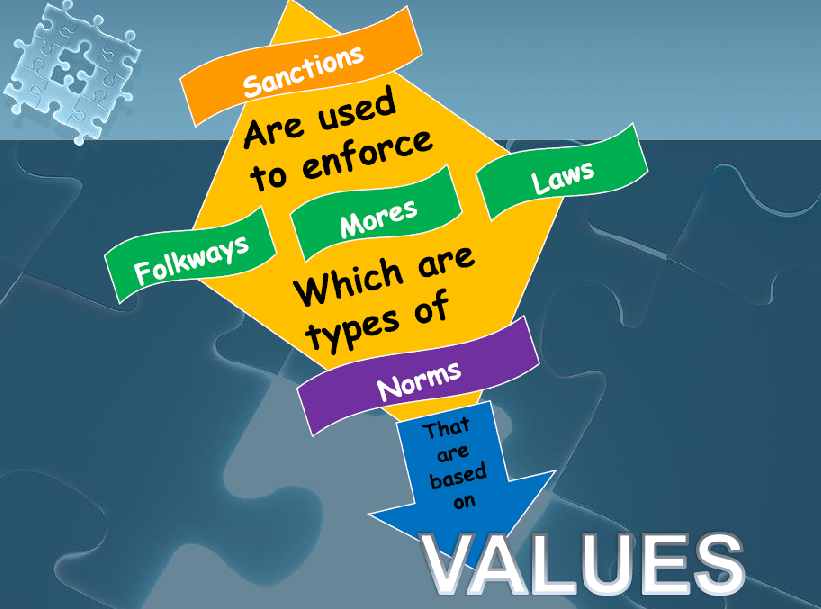 Sanctions
Are used
to enforce
Folkways
Mores
Laws
Which are
types of
Norms
That
are
based
on
VALUES